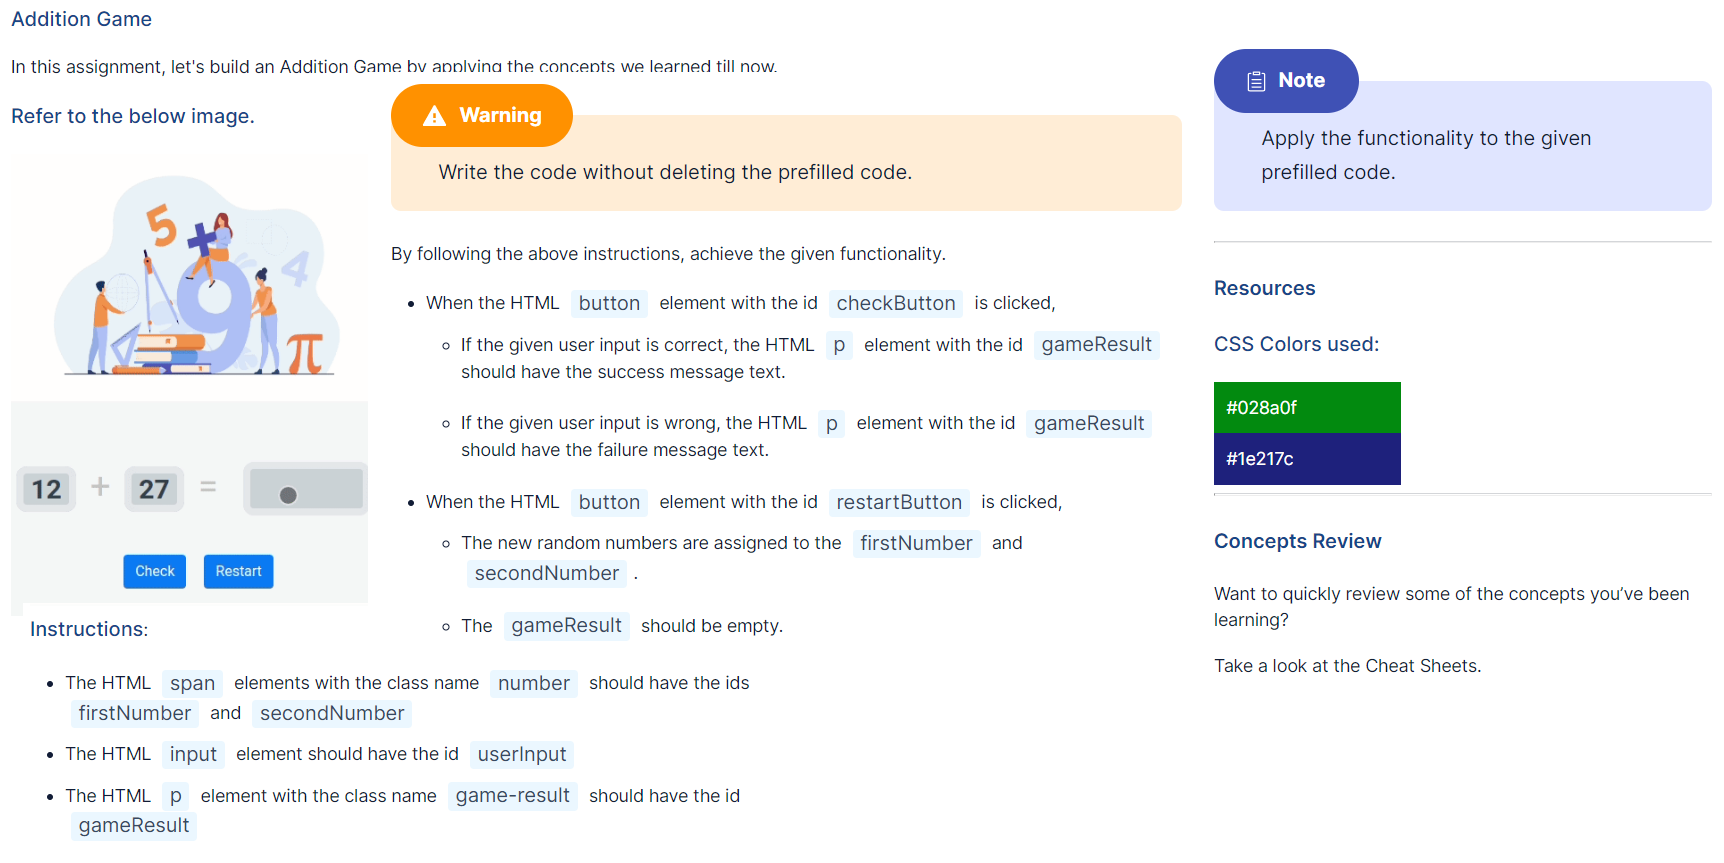 Addition Game
In this assignment, let's build an Addition Game by applying the concepts we learned till now.
Refer to the below image.
5
+
4
9
π
12 + 27 =
Check Restart
Instructions:
• The HTML span elements with the class name number should have the ids
firstNumber and secondNumber
• The HTML input element should have the id userInput
• The HTML p element with the class name game-result should have the id
gameResult
Warning
Write the code without deleting the prefilled code.
By following the above instructions, achieve the given functionality.
• When the HTML button element with the id checkButton is clicked,
◦ If the given user input is correct, the HTML p element with the id gameResult
should have the success message text.
◦ If the given user input is wrong, the HTML p element with the id gameResult
should have the failure message text.
• When the HTML button element with the id restartButton is clicked,
◦ The new random numbers are assigned to the firstNumber and
secondNumber .
◦ The gameResult should be empty.
Note
Apply the functionality to the given
prefilled code.
Resources
CSS Colors used:
#028a0f
#1e217c
Concepts Review
Want to quickly review some of the concepts you’ve been
learning?
Take a look at the Cheat Sheets.